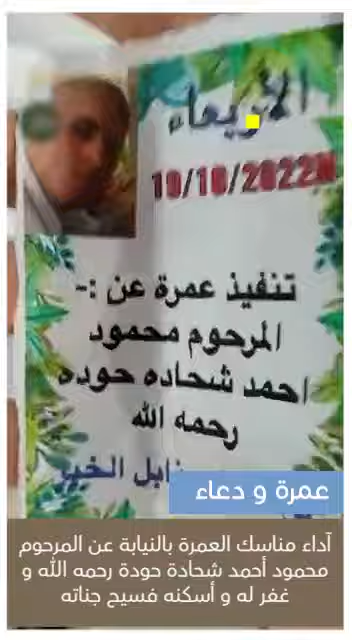 الأربعاء
19/10/2022M
تنفيذ عمرة عن :-
المرحوم محمود
احمد شحاده حوده
رحمه الله
نابل الخير
عمرة و دعاء
آداء مناسك العمرة بالنيابة عن المرحوم
محمود أحمد شحادة حودة رحمه الله و
غفر له و أسكنه فسيح جناته